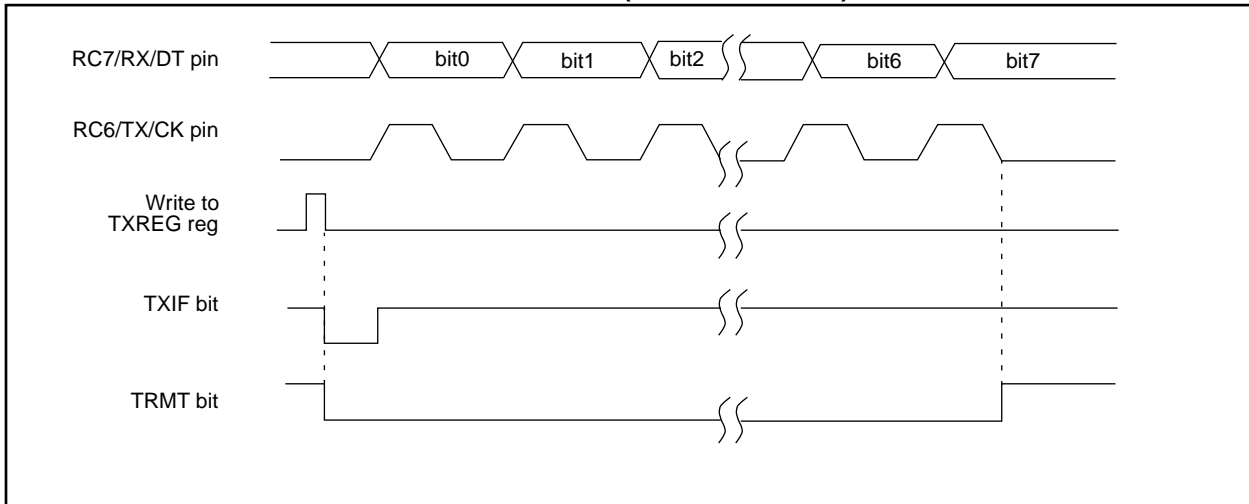 RC7/RX/DT pin
bit0 bit1 bit2 bit6 bit7
RC6/TX/CK pin
Write to
TXREG reg
TXIF bit
TRMT bit